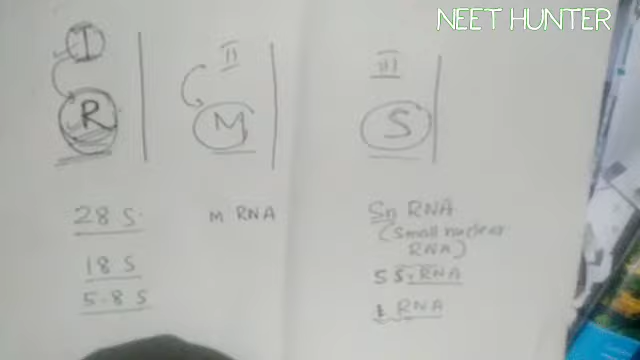 NEET HUNTER
I
R
28 S.
18 S
5.8 S
II
M
M RNA
III
S
Sn RNA
(Small nuclear
RNA)
5 S r RNA
t RNA